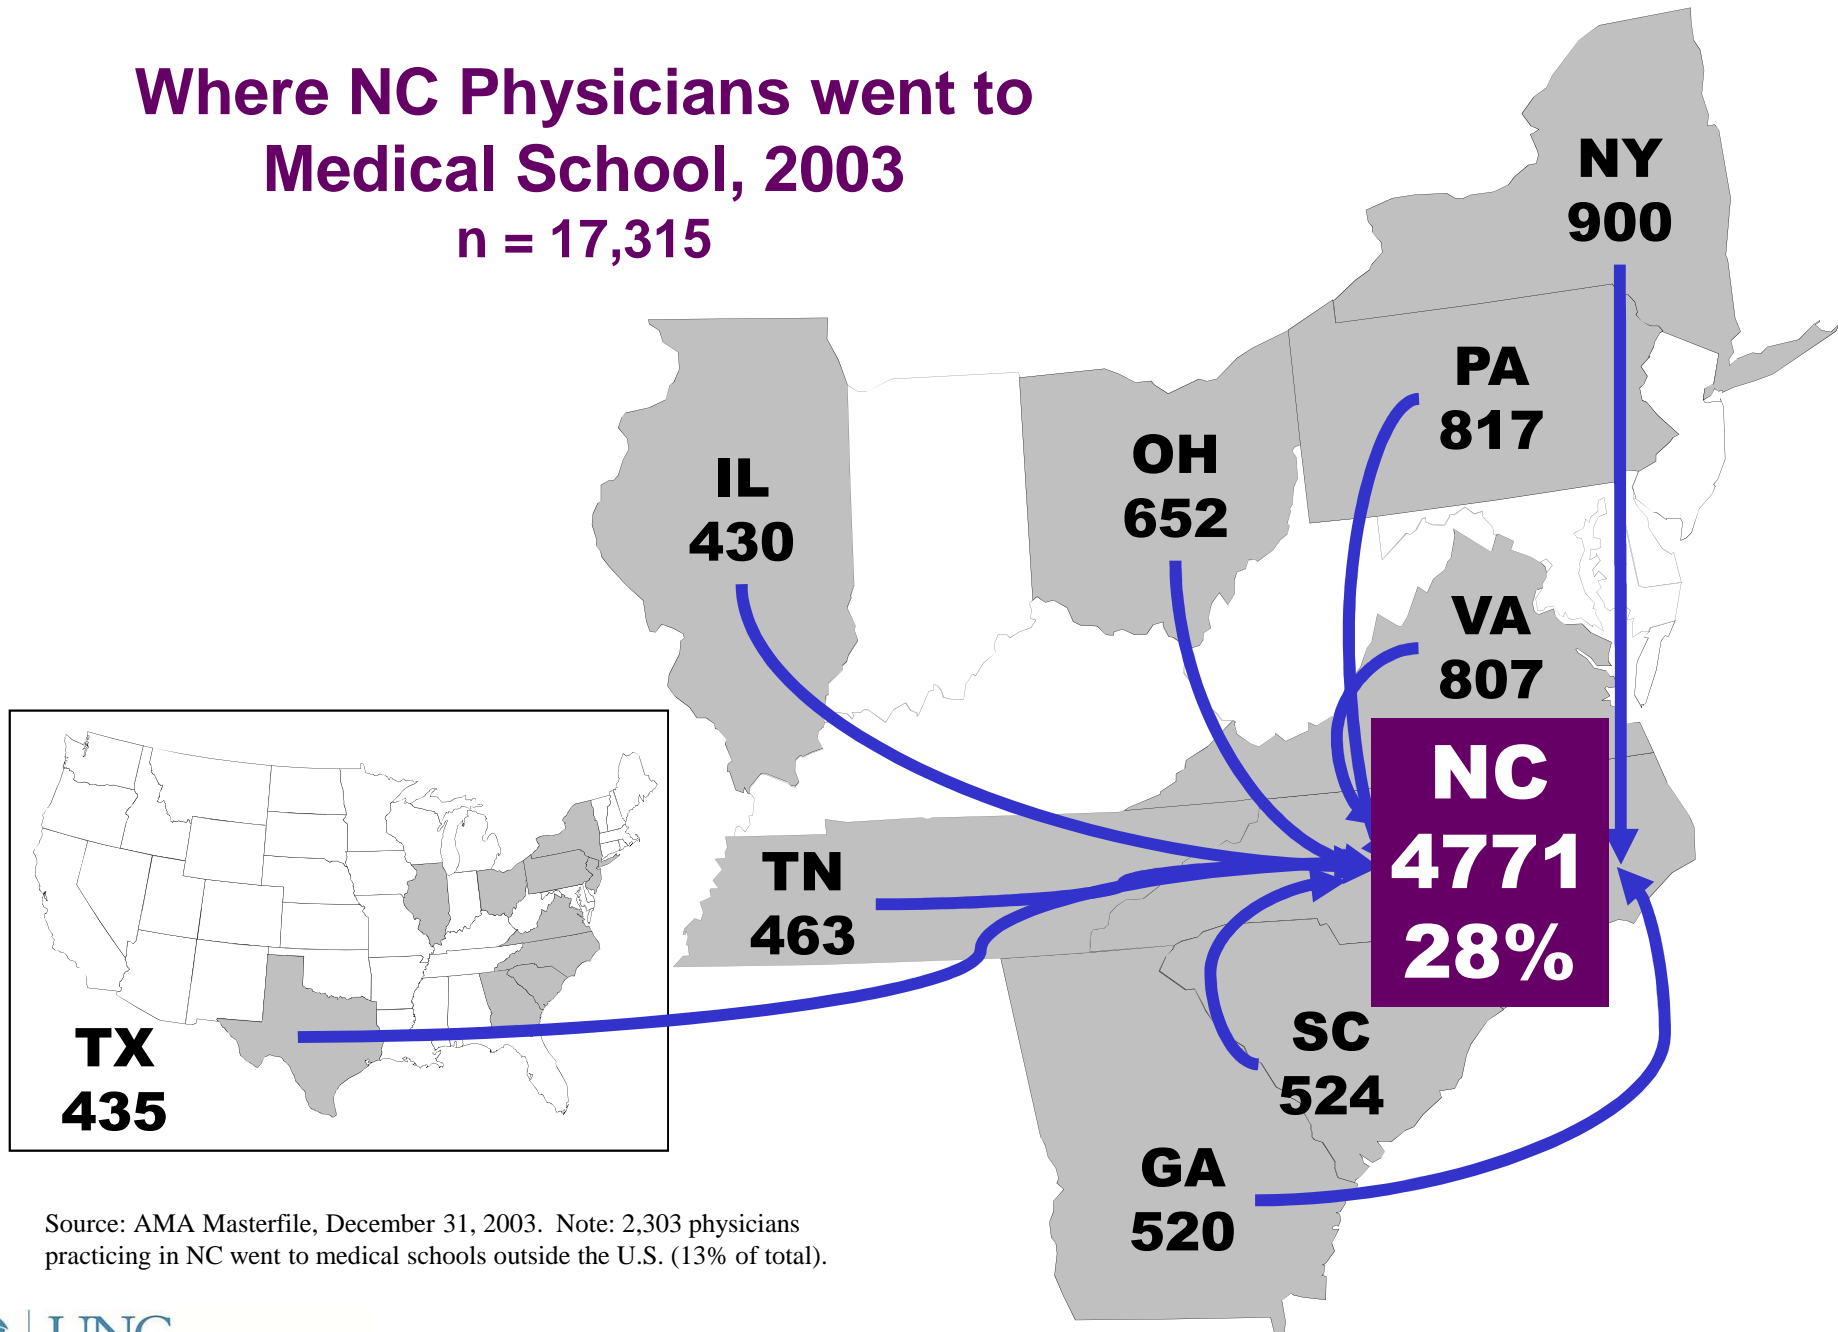 Where NC Physicians went to
Medical School, 2003
n = 17,315
NY
900
PA
817
OH
652
IL
430
VA
807
NC
4771
28%
TN
463
TX
435
SC
524
GA
520
Source: AMA Masterfile, December 31, 2003.  Note: 2,303 physicians
practicing in NC went to medical schools outside the U.S. (13% of total).
UNC